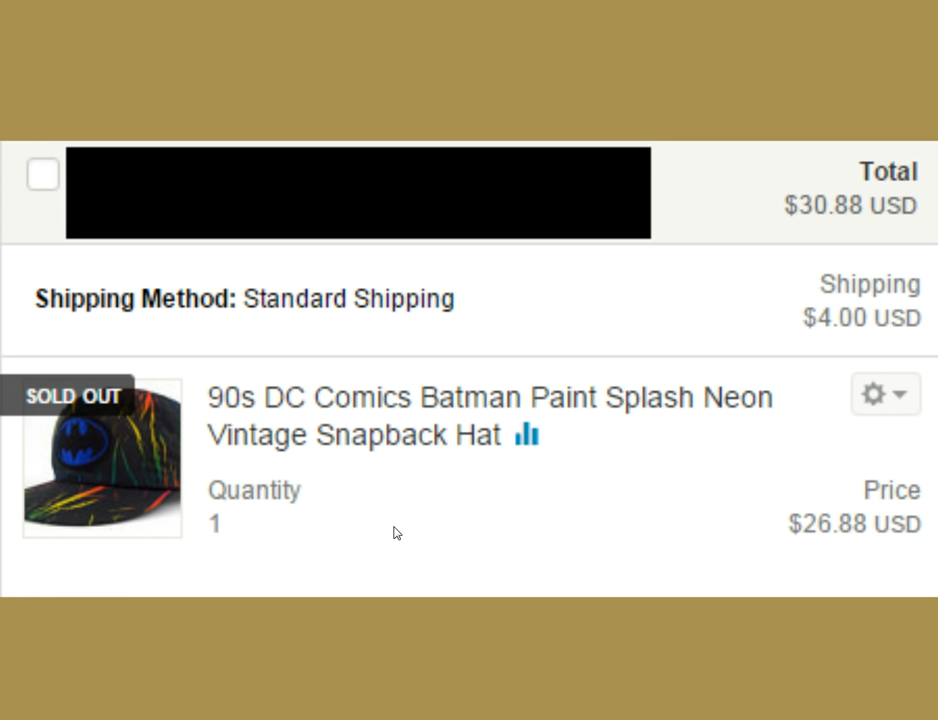 Total
$30.88 USD
Shipping Method: Standard Shipping
Shipping
$4.00 USD
SOLD OUT
90s DC Comics Batman Paint Splash Neon
Vintage Snapback Hat
Quantity
1
Price
$26.88 USD